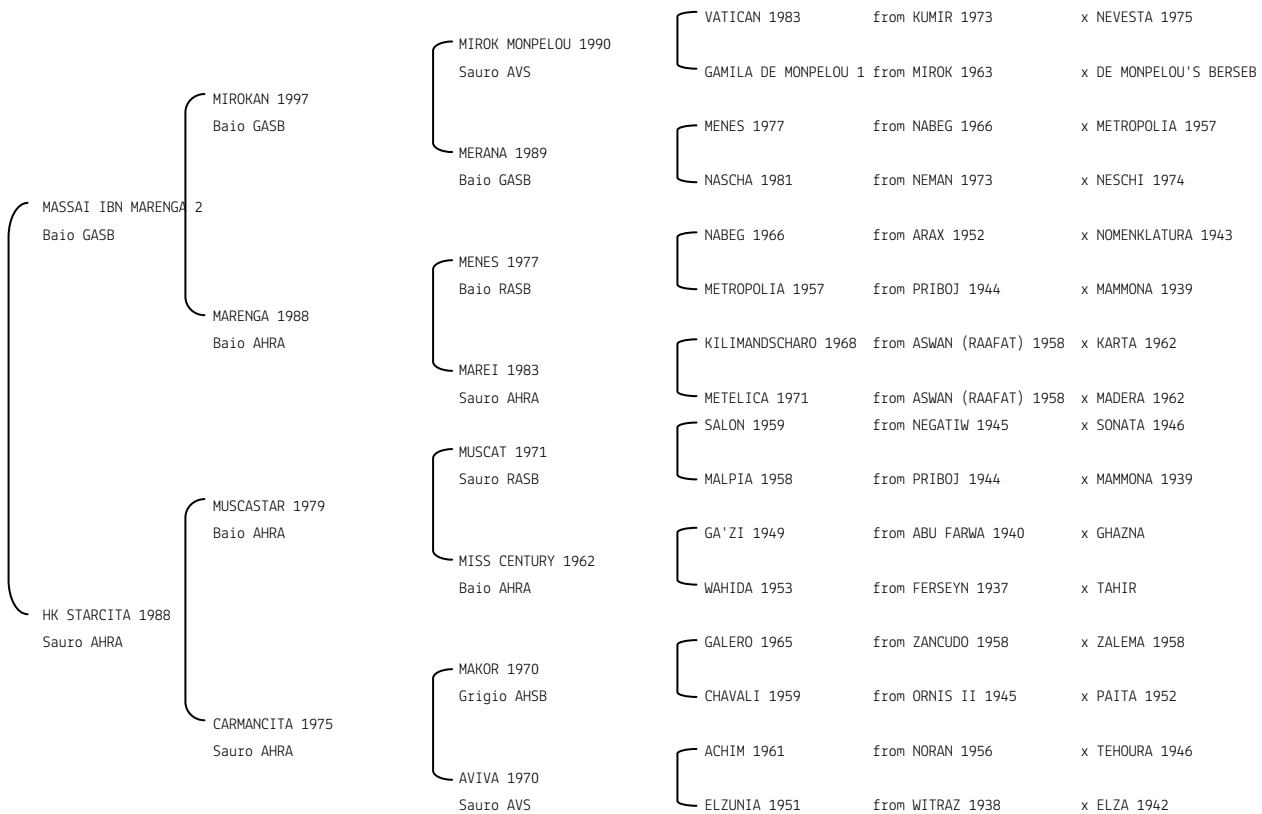 VATICAN 1983 from KUMIR 1973 x NEVESTA 1975
MIROK MONPELOU 1990
Sauro AVS
GAMILA DE MONPELOU 1 from MIROK 1963 x DE MONPELOU'S BERSEB
MIROKAN 1997
Baio GASB
MENES 1977 from NABEG 1966 x METROPOLIA 1957
MERANA 1989
Baio GASB
NASCHA 1981 from NEMAN 1973 x NESCHI 1974
MASSAI IBN MARENGA 2
Baio GASB
NABEG 1966 from ARAX 1952 x NOMENKLATURA 1943
MENES 1977
Baio RASB
METROPOLIA 1957 from PRIBOJ 1944 x MAMMONA 1939
MARENGA 1988
Baio AHRA
KILIMANDSCHARO 1968 from ASWAN (RAAFAT) 1958 x KARTA 1962
MAREI 1983
Sauro AHRA
METELICA 1971 from ASWAN (RAAFAT) 1958 x MADERA 1962
SALON 1959 from NEGATIW 1945 x SONATA 1946
MUSCAT 1971
Sauro RASB
MALPIA 1958 from PRIBOJ 1944 x MAMMONA 1939
MUSCASTAR 1979
Baio AHRA
GA'ZI 1949 from ABU FARWA 1940 x GHAZNA
MISS CENTURY 1962
Baio AHRA
WAHIDA 1953 from FERSEYN 1937 x TAHIR
HK STARCITA 1988
Sauro AHRA
GALERO 1965 from ZANCUDO 1958 x ZALEMA 1958
MAKOR 1970
Grigio AHSB
CHAVALI 1959 from ORNIS II 1945 x PAITA 1952
CARMANCITA 1975
Sauro AHRA
ACHIM 1961 from NORAN 1956 x TEHOURA 1946
AVIVA 1970
Sauro AVS
ELZUNIA 1951 from WITRAZ 1938 x ELZA 1942